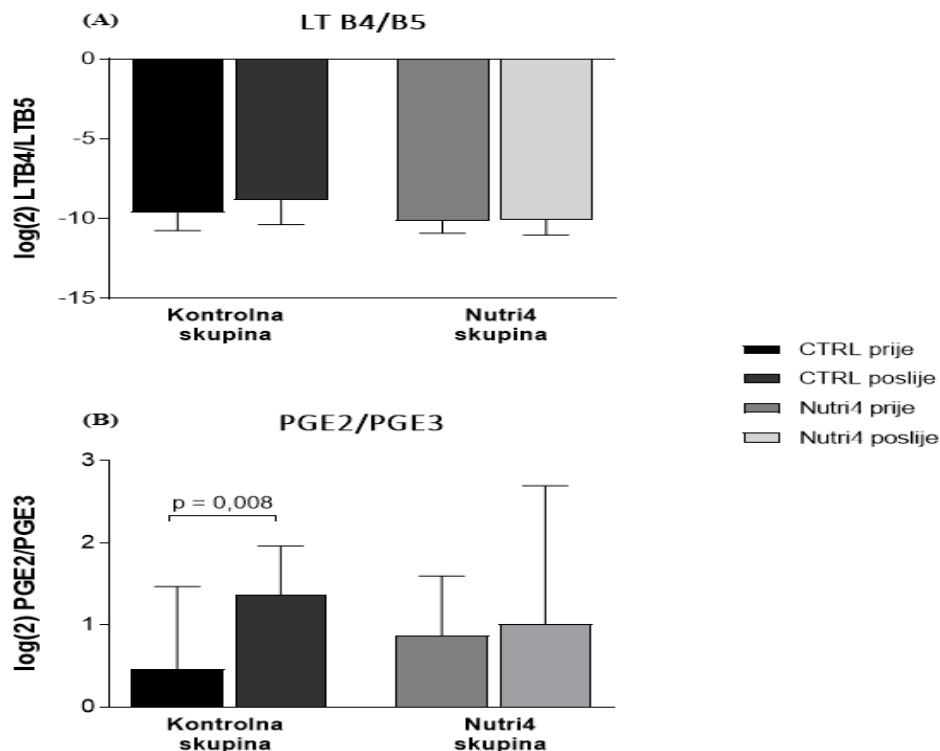 (A)
LT B4/B5
log(2) LTB4/LTB5
0
-5
-10
-15
Kontrolna
skupina
Nutri4
skupina
CTRL prije
CTRL poslije
Nutri4 prije
Nutri4 poslije
(B)
PGE2/PGE3
log(2) PGE2/PGE3
3
2
1
0
p = 0,008
Kontrolna
skupina
Nutri4
skupina